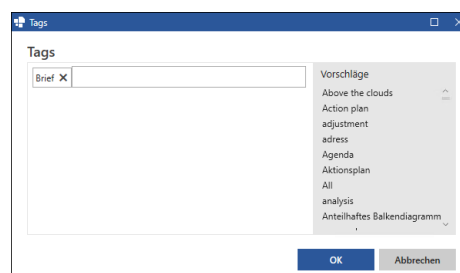 Tags
Tags
Brief
Vorschläge
Above the clouds
Action plan
adjustment
adress
Agenda
Aktionsplan
All
analysis
Anteilhaftes Balkendiagramm
OK
Abbrechen